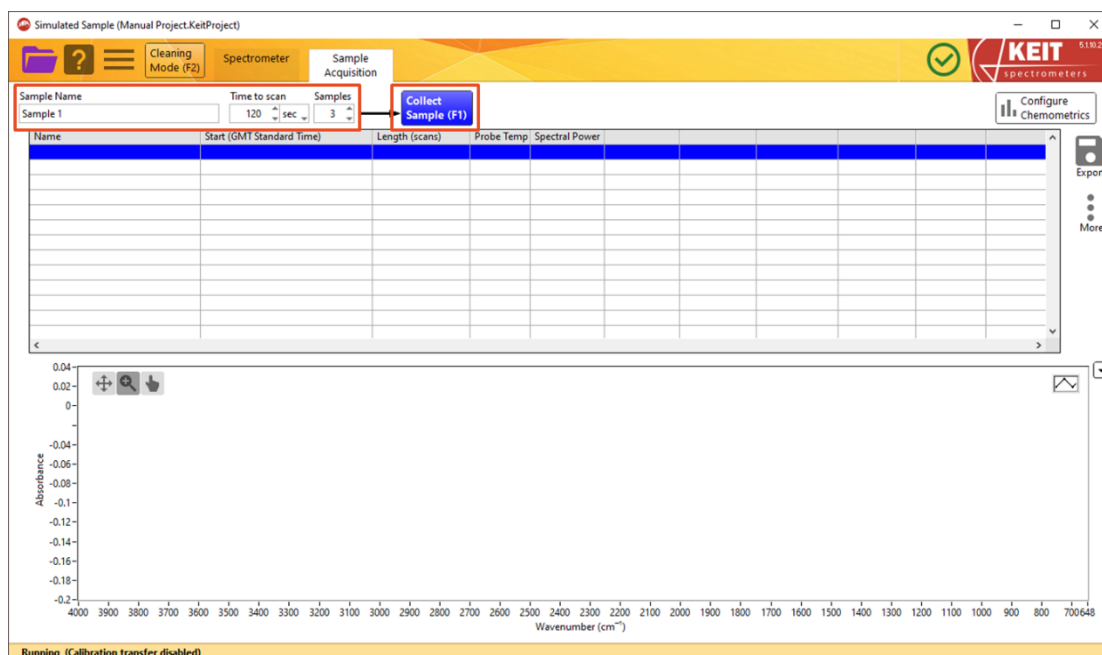 Simulated Sample (Manual Project.KeitProject)
Cleaning Mode (F2)
Spectrometer
Sample Acquisition
KEIT
spectrometers
Sample Name
Time to scan
Samples
Sample 1
120 sec
3
Collect Sample (F1)
Configure Chemometrics
Name Start (GMT Standard Time) Length (scans) Probe Temp Spectral Power
Export
More
0.04
0.02
0
-0.04
-0.06
-0.08
-0.1
-0.12
-0.14
-0.16
-0.18
-0.2
Absorbance
4000 3900 3800 3700 3600 3500 3400 3300 3200 3100 3000 2900 2800 2700 2600 2500 2400 2300 2200 2100 2000 1900 1800 1700 1600 1500 1400 1300 1200 1100 1000 900 800 700 648
Wavenumber (cm⁻¹)
Running (Calibration transfer disabled)